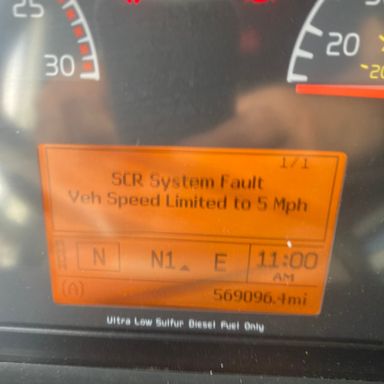 25
30
20
20
1/1
SCR System Fault
Veh Speed Limited to 5 Mph
N N1 E 11:00
AM
(A) 569096.4mi
Ultra Low Sulfur Diesel Fuel Only